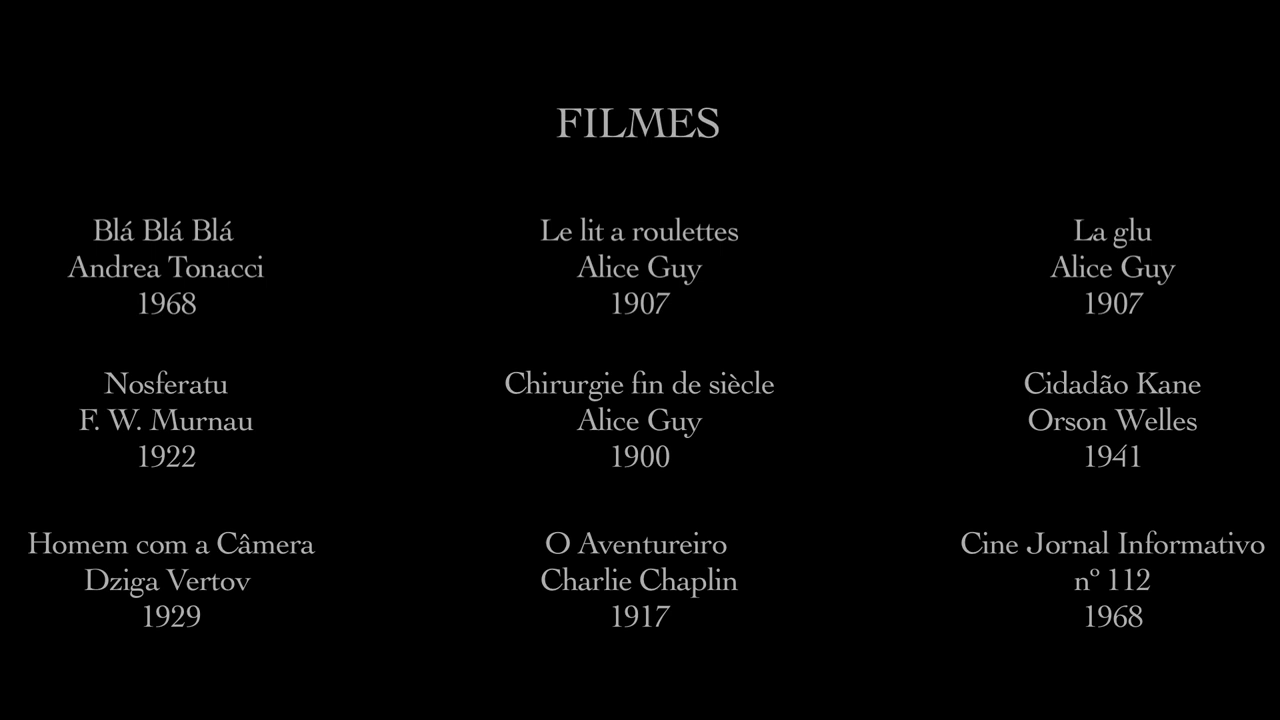 FILMES
Blá Blá Blá
Andrea Tonacci
1968
Le lit a roulettes
Alice Guy
1907
La glu
Alice Guy
1907
Nosferatu
F. W. Murnau
1922
Chirurgie fin de siècle
Alice Guy
1900
Cidadão Kane
Orson Welles
1941
Homem com a Câmera
Dziga Vertov
1929
O Aventureiro
Charlie Chaplin
1917
Cine Jornal Informativo
nº 112
1968